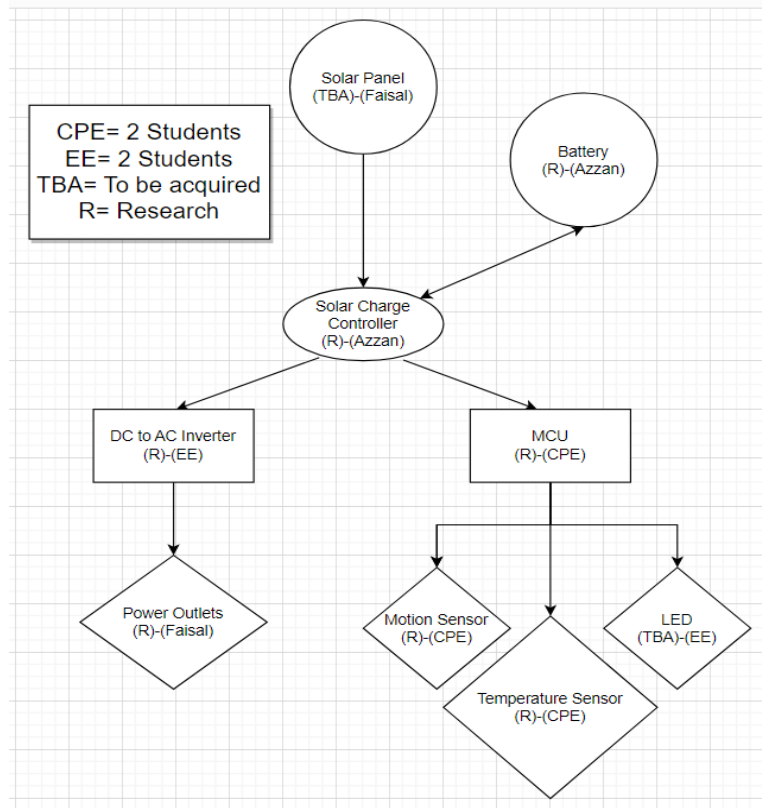 Solar Panel
(TBA)-(Faisal)
CPE= 2 Students
EE= 2 Students
TBA= To be acquired
R= Research
Battery
(R)-(Azzan)
Solar Charge
Controller
(R)-(Azzan)
DC to AC Inverter
(R)-(EE)
MCU
(R)-(CPE)
Power Outlets
(R)-(Faisal)
Motion Sensor
(R)-(CPE)
LED
(TBA)-(EE)
Temperature Sensor
(R)-(CPE)